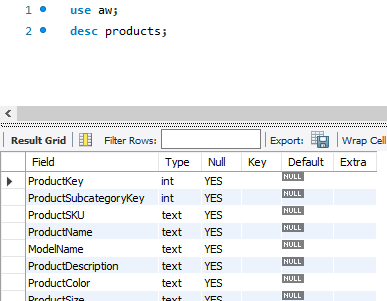 1 use aw;
2 desc products;
Result Grid Filter Rows: Export: Wrap Cell
Field Type Null Key Default Extra
ProductKey int YES NULL
ProductSubcategoryKey int YES NULL
ProductSKU text YES NULL
ProductName text YES NULL
ModelName text YES NULL
ProductDescription text YES NULL
ProductColor text YES NULL
ProductSize text YES NULL